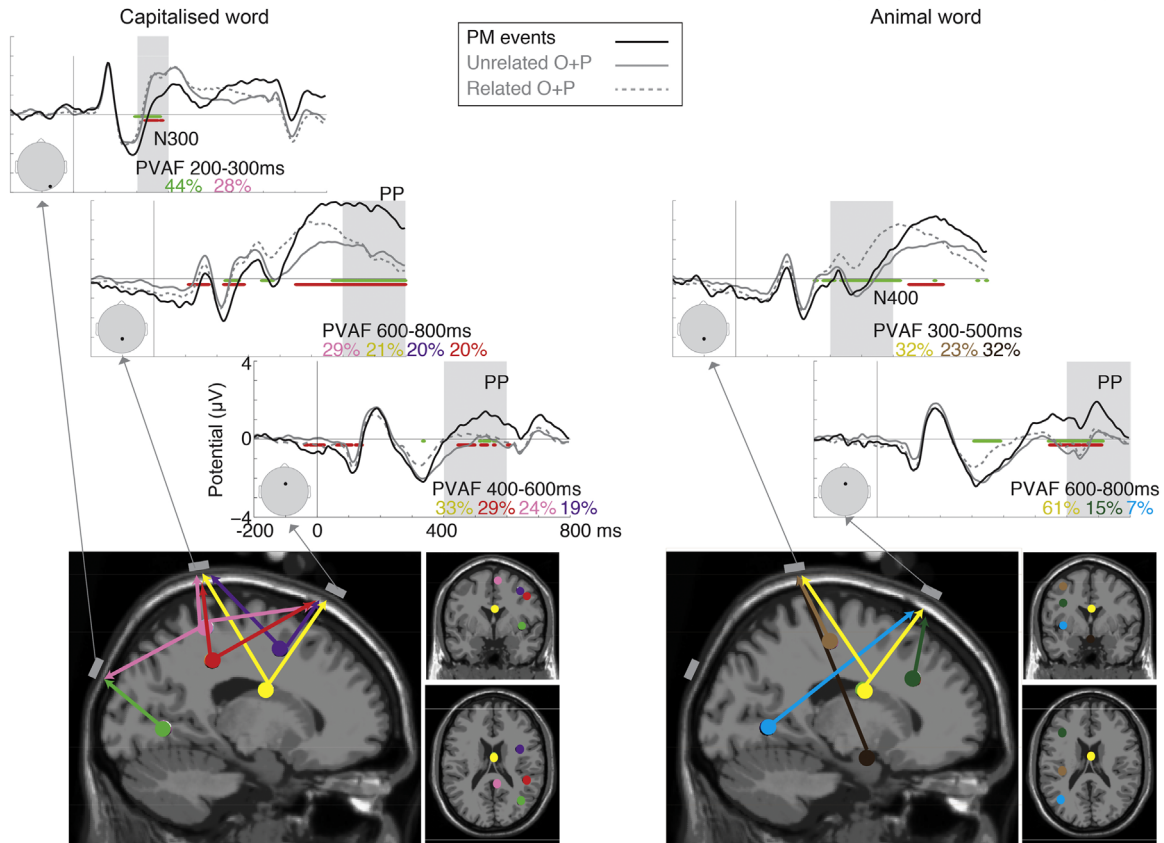 Capitalised word
Animal word
PM events
Unrelated O+P
Related O+P
N300
PVAF 200-300ms
44% 28%
PP
PVAF 600-800ms
29% 21% 20% 20%
N400
PVAF 300-500ms
32% 23% 32%
4
0
−4
Potential (µV)
PP
PVAF 400-600ms
33% 29% 24% 19%
-200 0 400 800 ms
PP
PVAF 600-800ms
61% 15% 7%